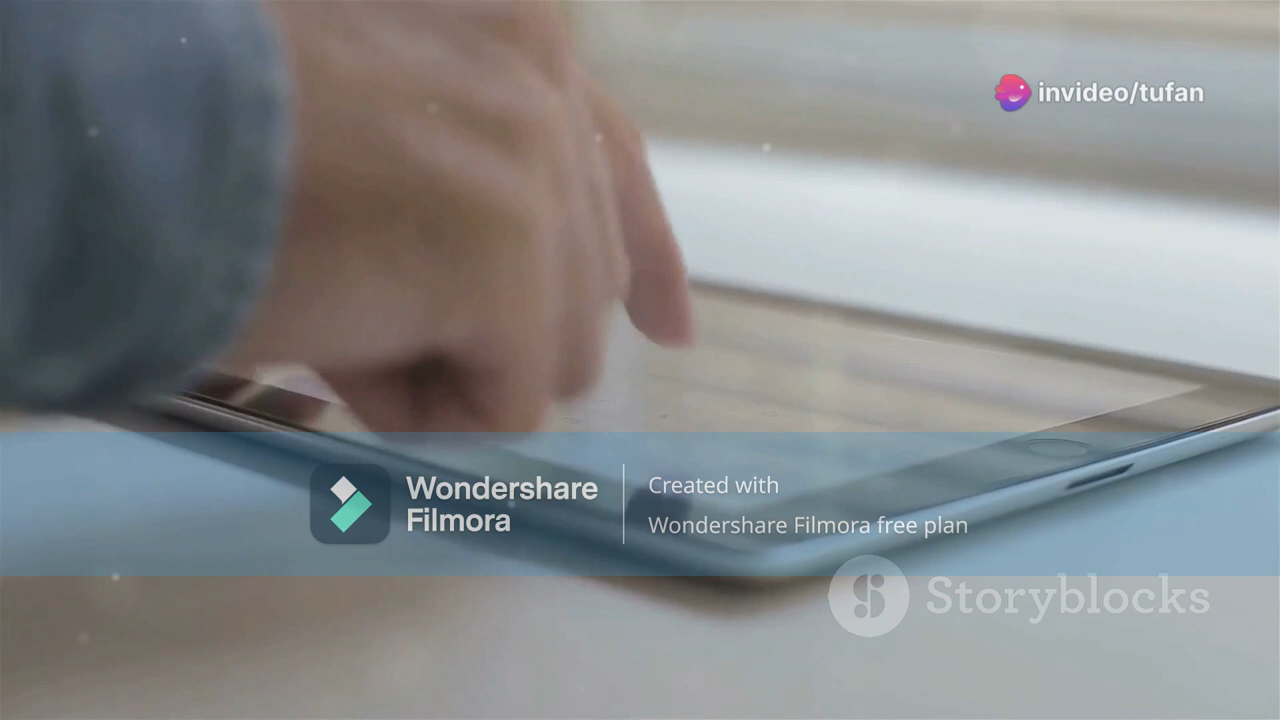 invideo/tufan
Wondershare
Filmora
Created with
Wondershare Filmora free plan
Storyblocks